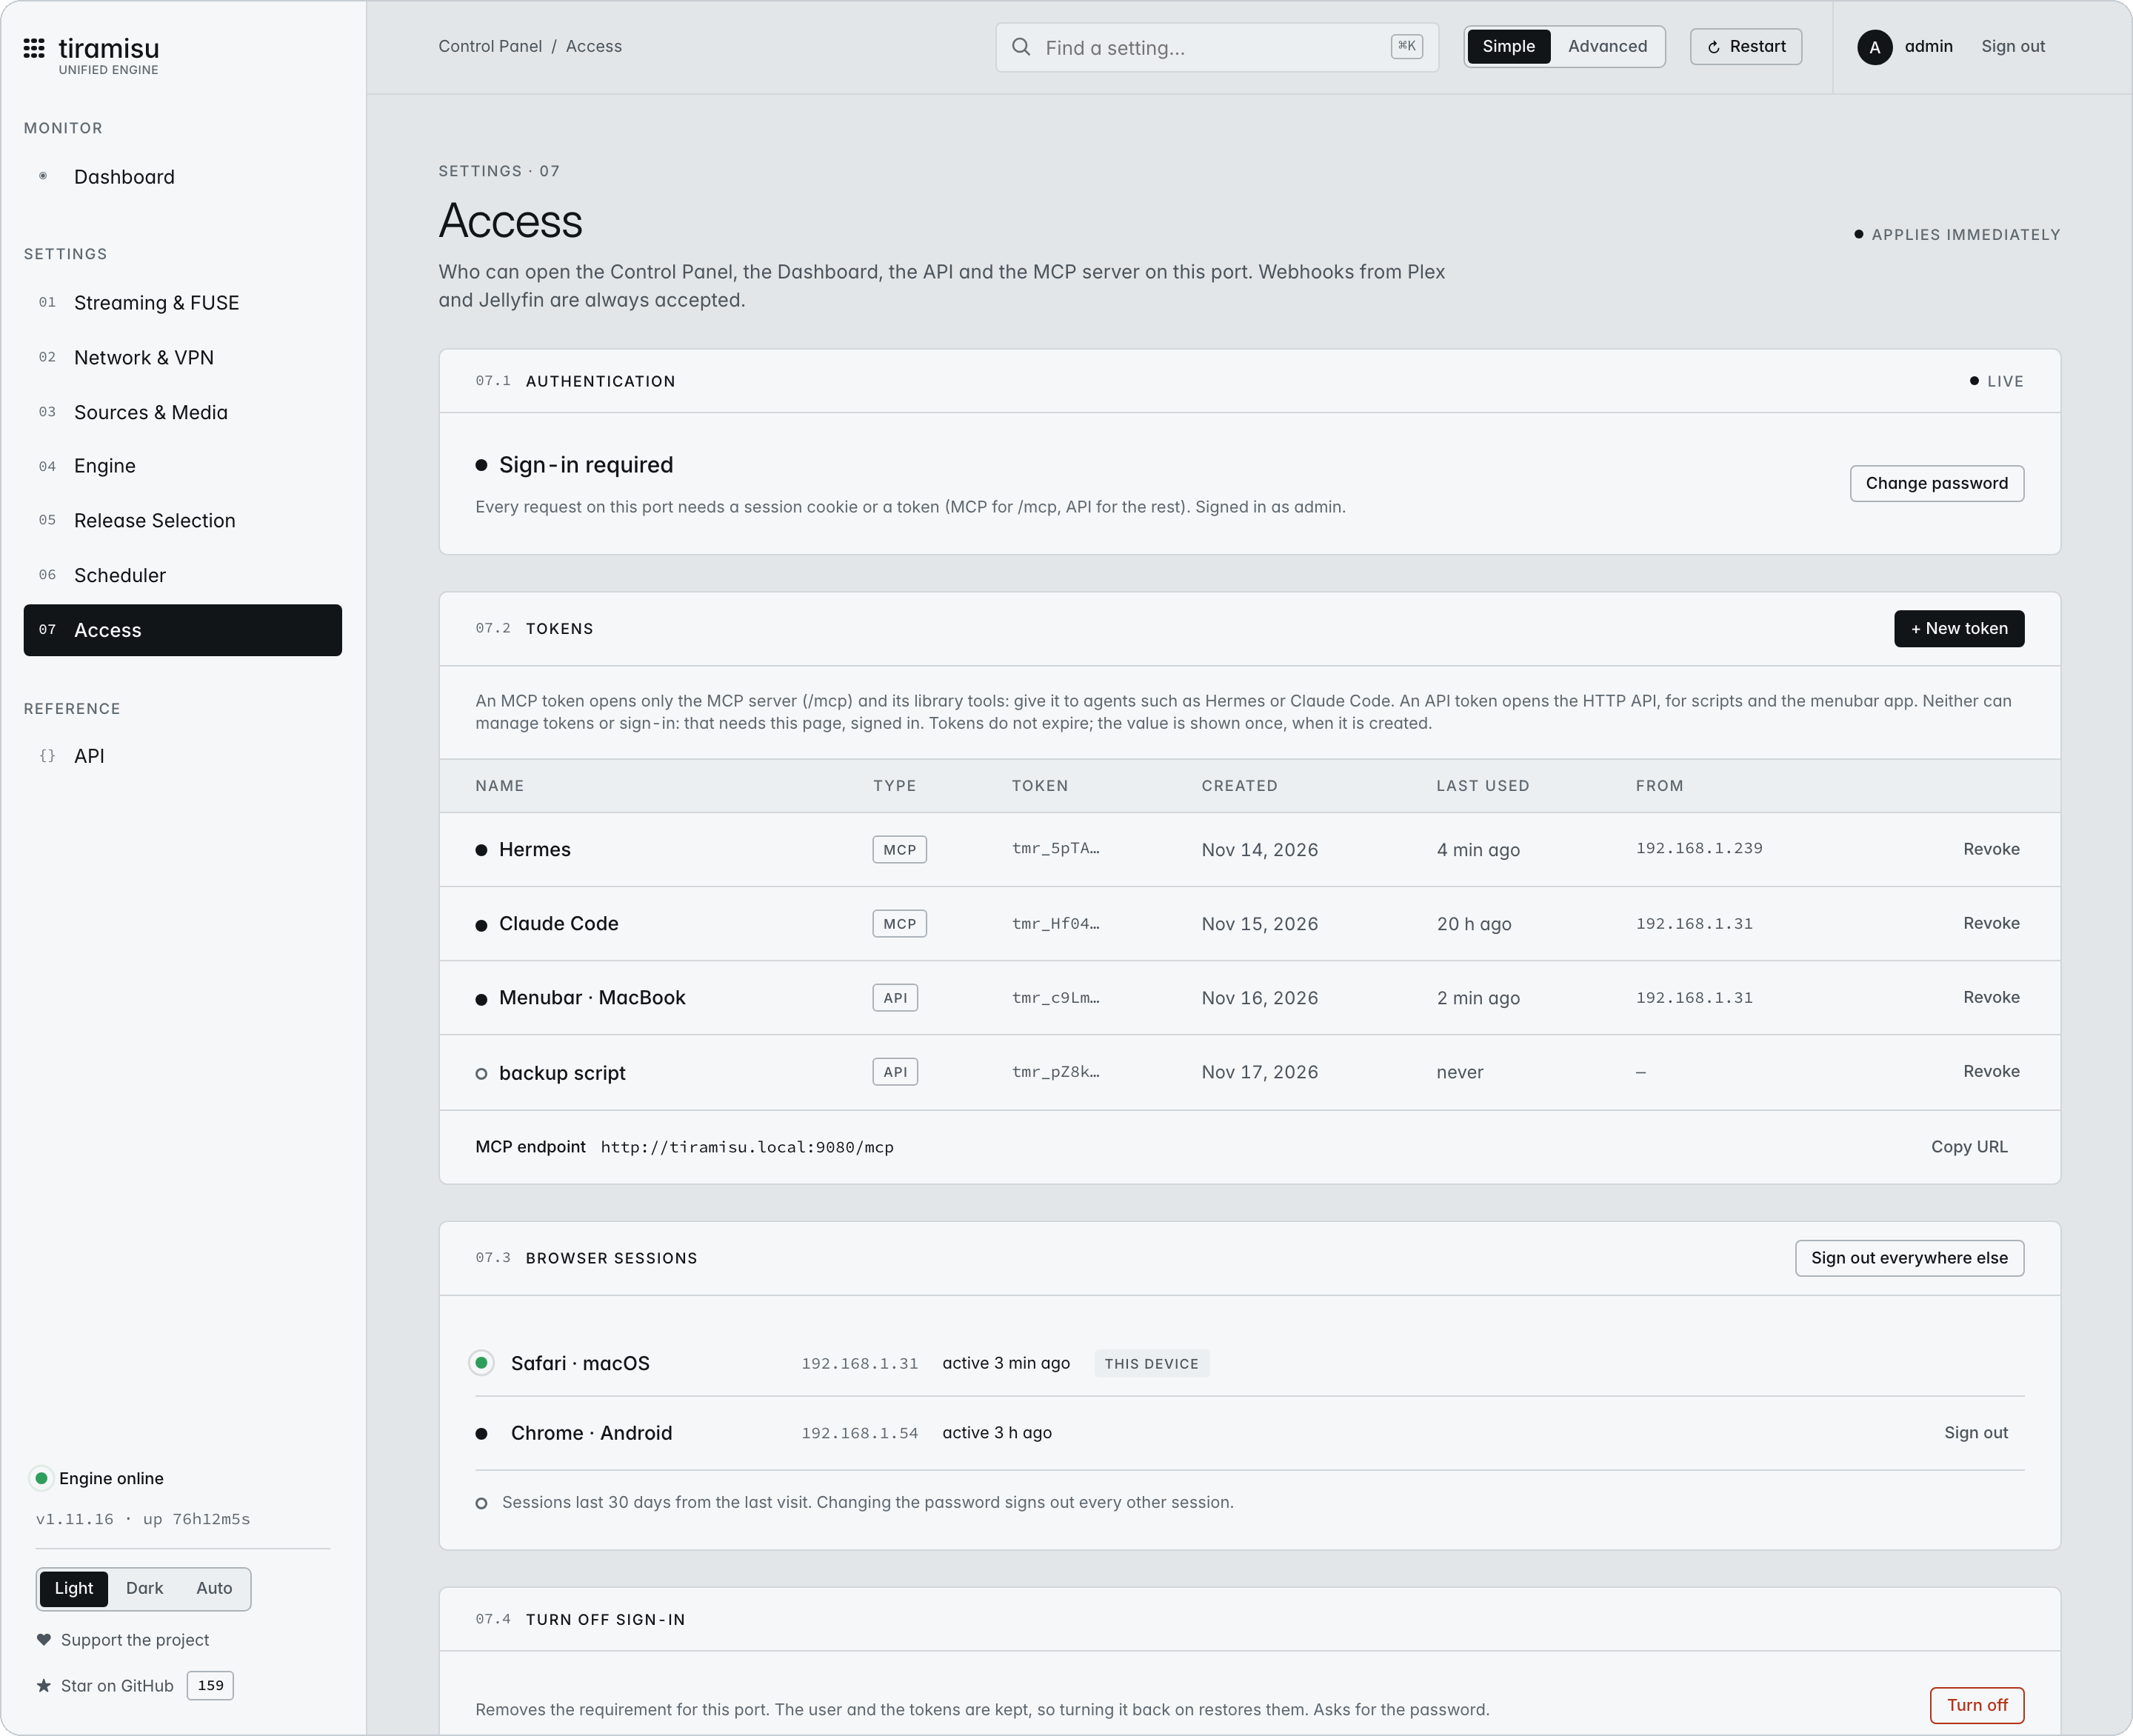 tiramisu
UNIFIED ENGINE
MONITOR
Dashboard
SETTINGS
01 Streaming & FUSE
02 Network & VPN
03 Sources & Media
04 Engine
05 Release Selection
06 Scheduler
07 Access
REFERENCE
{} API
Engine online
v1.11.16 · up 76h12m5s
Light Dark Auto
Support the project
Star on GitHub 159
Control Panel / Access
Find a setting... ⌘K
Simple Advanced
Restart
A admin Sign out
SETTINGS · 07
Access
APPLIES IMMEDIATELY
Who can open the Control Panel, the Dashboard, the API and the MCP server on this port. Webhooks from Plex
and Jellyfin are always accepted.
07.1 AUTHENTICATION
LIVE
Sign-in required
Change password
Every request on this port needs a session cookie or a token (MCP for /mcp, API for the rest). Signed in as admin.
07.2 TOKENS
+ New token
An MCP token opens only the MCP server (/mcp) and its library tools: give it to agents such as Hermes or Claude Code. An API token opens the HTTP API, for scripts and the menubar app. Neither can
manage tokens or sign-in: that needs this page, signed in. Tokens do not expire; the value is shown once, when it is created.
NAME TYPE TOKEN CREATED LAST USED FROM
Hermes MCP tmr_5pTA… Nov 14, 2026 4 min ago 192.168.1.239 Revoke
Claude Code MCP tmr_Hf04… Nov 15, 2026 20 h ago 192.168.1.31 Revoke
Menubar · MacBook API tmr_c9Lm… Nov 16, 2026 2 min ago 192.168.1.31 Revoke
backup script API tmr_pZ8k… Nov 17, 2026 never – Revoke
MCP endpoint http://tiramisu.local:9080/mcp Copy URL
07.3 BROWSER SESSIONS
Sign out everywhere else
Safari · macOS 192.168.1.31 active 3 min ago THIS DEVICE
Chrome · Android 192.168.1.54 active 3 h ago Sign out
Sessions last 30 days from the last visit. Changing the password signs out every other session.
07.4 TURN OFF SIGN-IN
Removes the requirement for this port. The user and the tokens are kept, so turning it back on restores them. Asks for the password.
Turn off